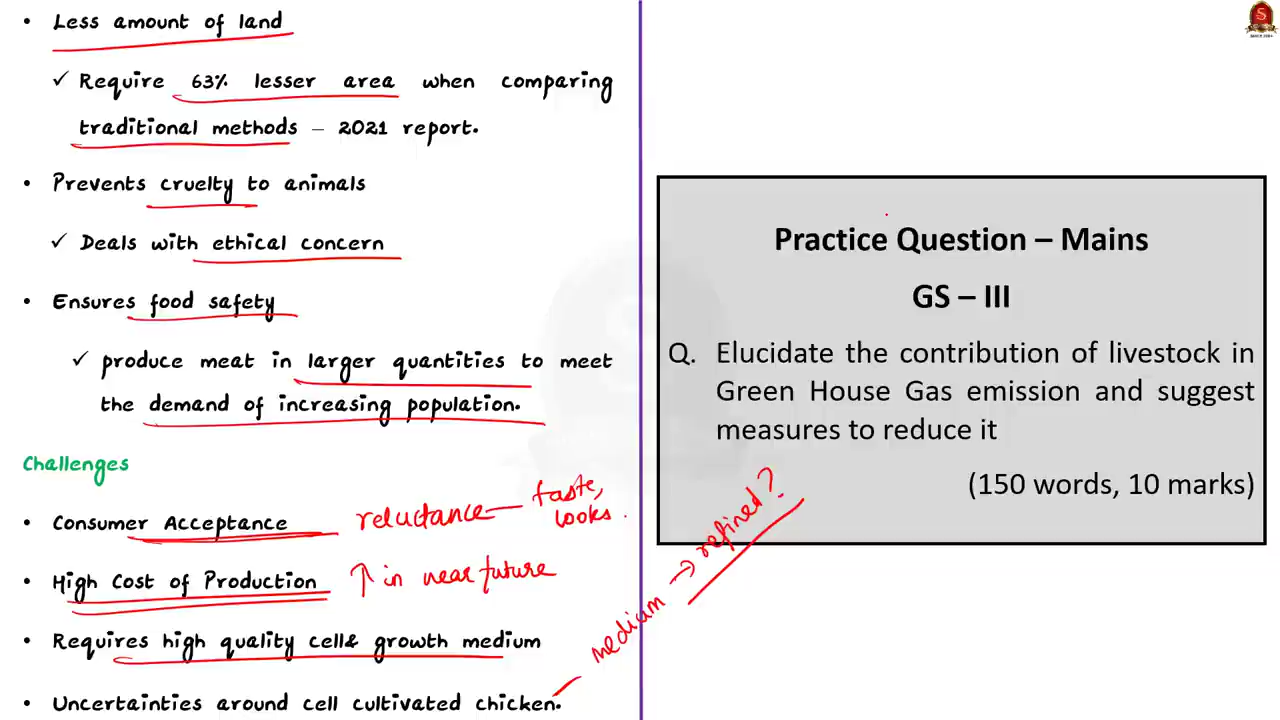 • Less amount of land
✓ Require 63% lesser area when comparing
traditional methods – 2021 report.
• Prevents cruelty to animals
✓ Deals with ethical concern
• Ensures food safety
✓ produce meat in larger quantities to meet
the demand of increasing population.
Challenges
• Consumer Acceptance reluctance – taste,
looks.
• High Cost of Production ↑ in near future
• Requires high quality cell& growth medium
• Uncertainties around cell cultivated chicken.
medium → refined?
Practice Question – Mains
GS – III
Q. Elucidate the contribution of livestock in
Green House Gas emission and suggest
measures to reduce it
(150 words, 10 marks)